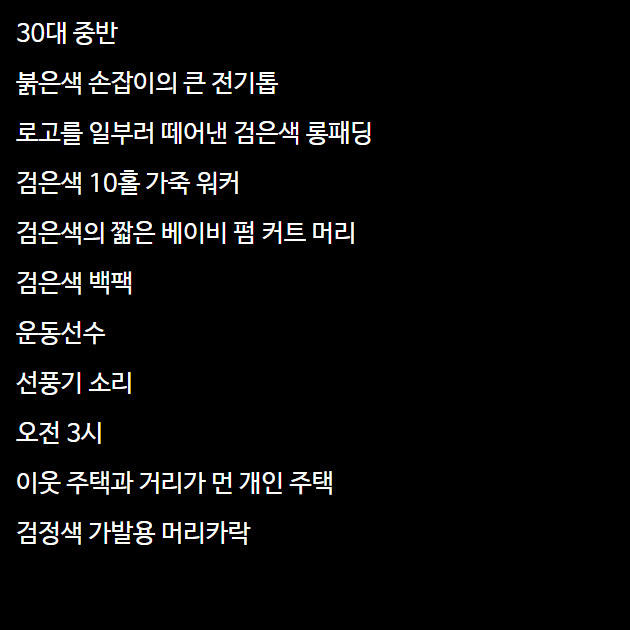 30대 중반
붉은색 손잡이의 큰 전기톱
로고를 일부러 떼어낸 검은색 롱패딩
검은색 10홀 가죽 워커
검은색의 짧은 베이비 펌 커트 머리
검은색 백팩
운동선수
선풍기 소리
오전 3시
이웃 주택과 거리가 먼 개인 주택
검정색 가발용 머리카락